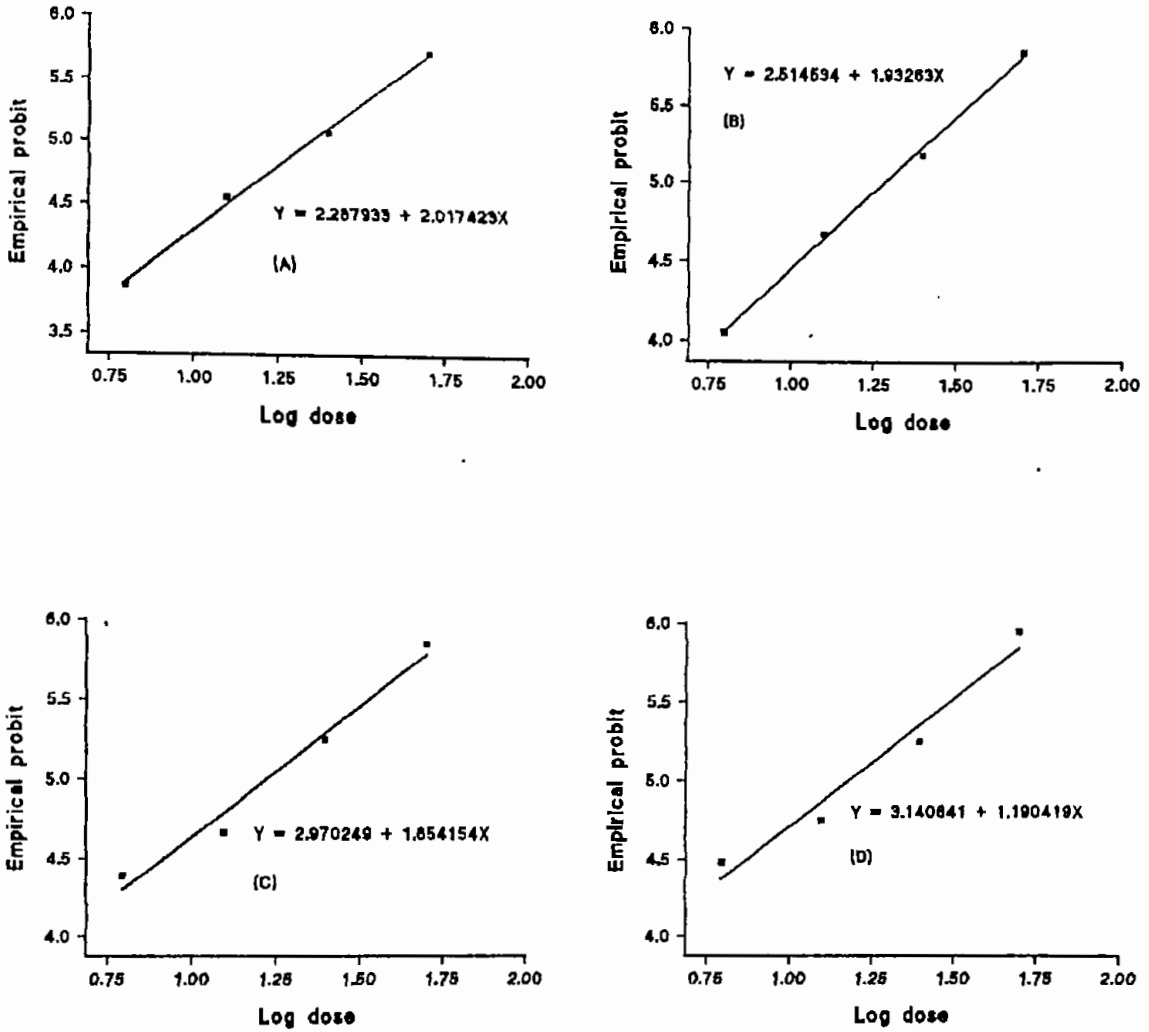 6.0
5.5
5.0
4.5
4.0
3.5
Empirical probit
Y = 2.287933 + 2.017423X
(A)
0.75 1.00 1.25 1.50 1.75 2.00
Log dose
6.0
5.5
5.0
4.5
4.0
Empirical probit
Y = 2.514594 + 1.93263X
(B)
0.75 1.00 1.25 1.50 1.75 2.00
Log dose
6.0
5.5
5.0
4.5
4.0
Empirical probit
Y = 2.970249 + 1.654154X
(C)
0.75 1.00 1.25 1.50 1.75 2.00
Log dose
6.0
5.5
5.0
4.5
4.0
Empirical probit
Y = 3.140641 + 1.190419X
(D)
0.75 1.00 1.25 1.50 1.75 2.00
Log dose